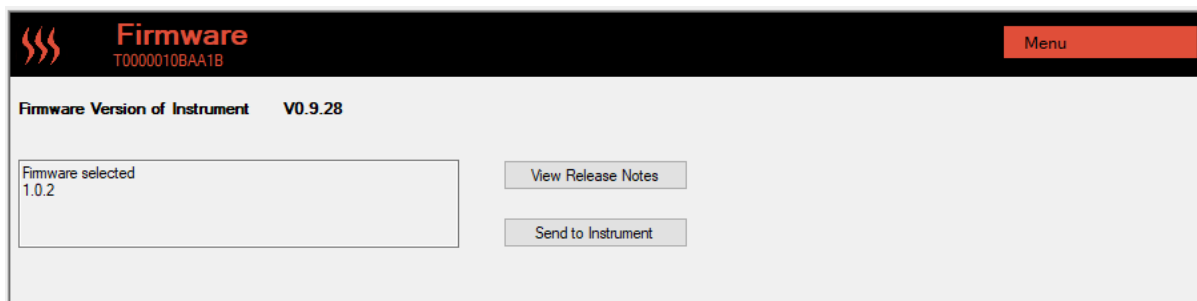 Firmware
T0000010BAA1B
Menu
Firmware Version of Instrument V0.9.28
Firmware selected
1.0.2
View Release Notes
Send to Instrument